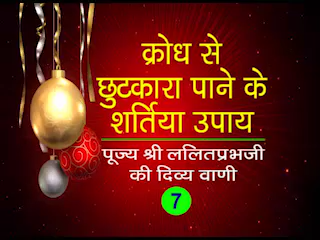 क्रोध से
छुटकारा पाने के
शर्तिया उपाय
पूज्य श्री ललितप्रभजी
की दिव्य वाणी
7